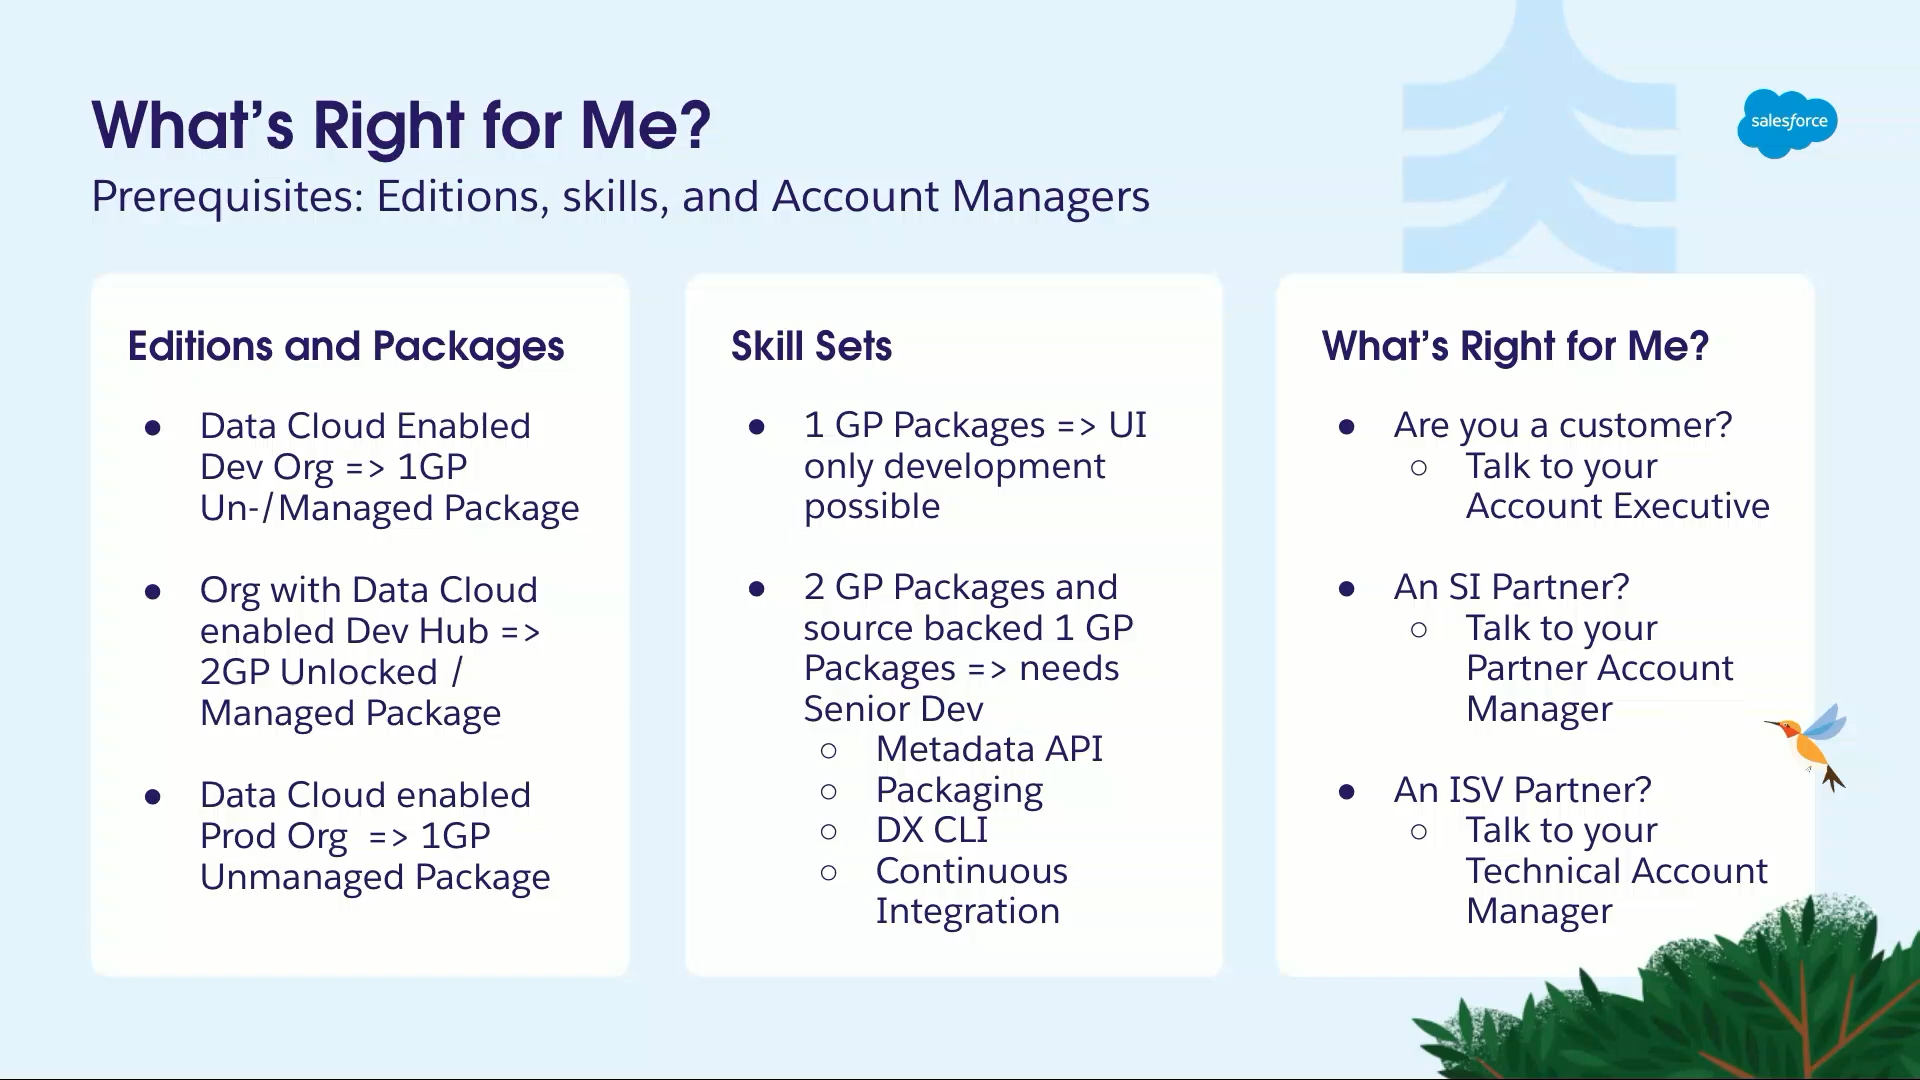 What's Right for Me?
Prerequisites: Editions, skills, and Account Managers
salesforce
Editions and Packages
● Data Cloud Enabled
Dev Org => 1GP
Un-/Managed Package
● Org with Data Cloud
enabled Dev Hub =>
2GP Unlocked /
Managed Package
● Data Cloud enabled
Prod Org  => 1GP
Unmanaged Package
Skill Sets
● 1 GP Packages => UI
only development
possible
● 2 GP Packages and
source backed 1 GP
Packages => needs
Senior Dev
○ Metadata API
○ Packaging
○ DX CLI
○ Continuous
Integration
What's Right for Me?
● Are you a customer?
○ Talk to your
Account Executive
● An SI Partner?
○ Talk to your
Partner Account
Manager
● An ISV Partner?
○ Talk to your
Technical Account
Manager